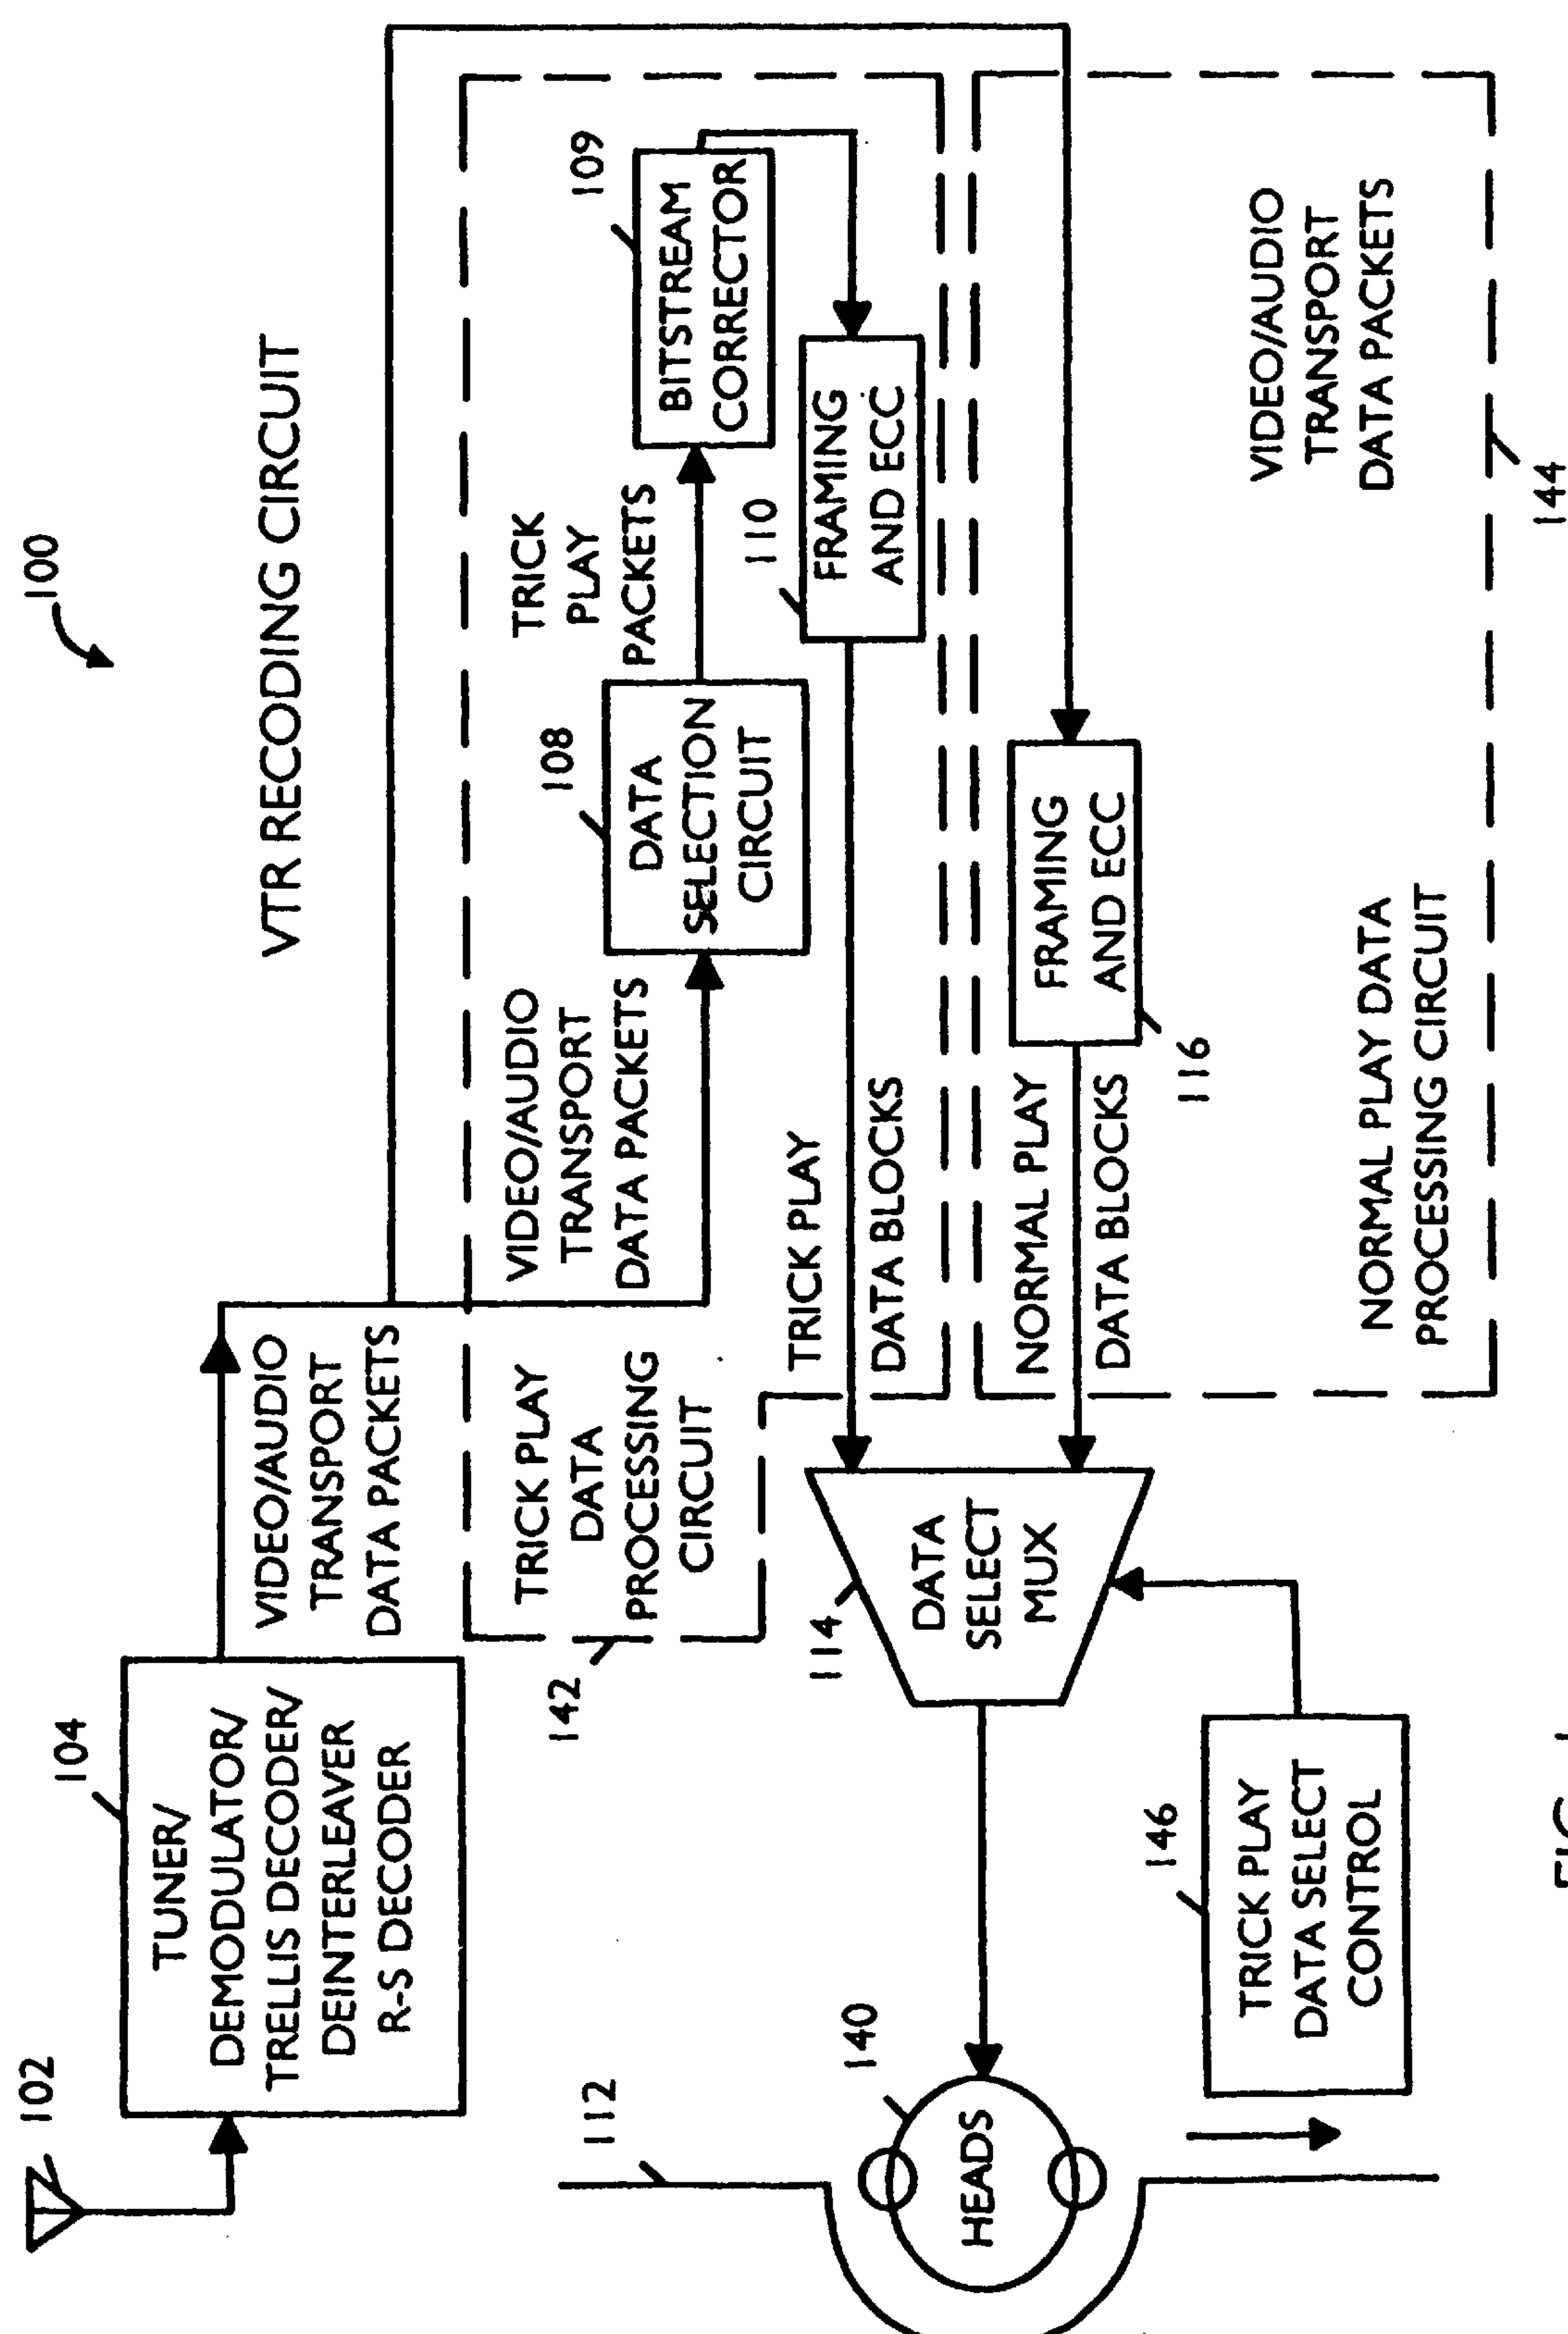 100
VTR RECODING CIRCUIT
102
104
TUNER/
DEMODULATOR/
TRELLIS DECODER/
DEINTERLEAVER
R-S DECODER
VIDEO/AUDIO
TRANSPORT
DATA PACKETS
142
TRICK PLAY
DATA
PROCESSING
CIRCUIT
VIDEO/AUDIO
TRANSPORT
DATA PACKETS
108
DATA
SELECTION
CIRCUIT
TRICK
PLAY
PACKETS
109
BITSTREAM
CORRECTOR
110
FRAMING
AND ECC
TRICK PLAY
DATA BLOCKS
112
140
HEADS
114
DATA
SELECT
MUX
NORMAL PLAY
DATA BLOCKS
FRAMING
AND ECC
116
VIDEO/AUDIO
TRANSPORT
DATA PACKETS
146
TRICK PLAY
DATA SELECT
CONTROL
NORMAL PLAY DATA
PROCESSING CIRCUIT
144